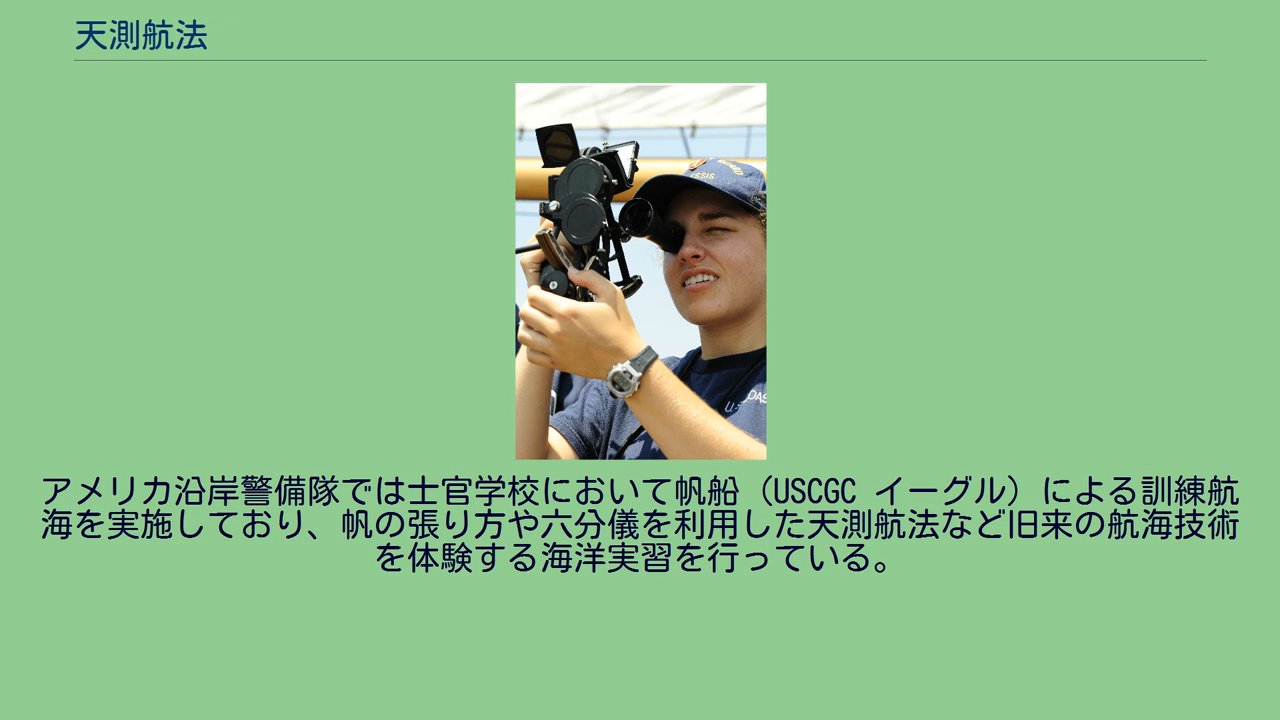 天測航法
アメリカ沿岸警備隊では士官学校において帆船（USCGC イーグル）による訓練航
海を実施しており、帆の張り方や六分儀を利用した天測航法など旧来の航海技術
を体験する海洋実習を行っている。